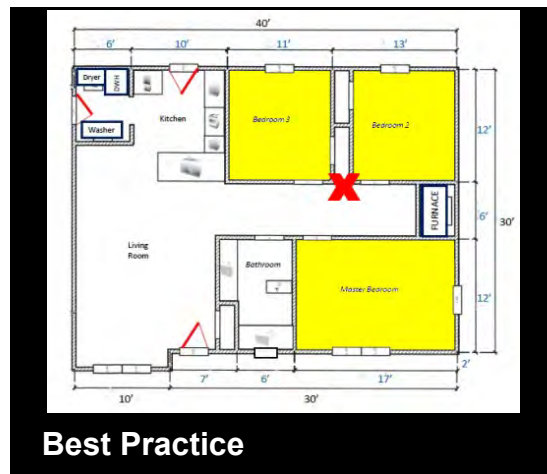 40'
6' 10' 11' 13'
Dryer
DWH
Washer
Kitchen
Bedroom 3
Bedroom 2
12'
X
FURNACE
6'
30'
Living
Room
Bathroom
Master Bedroom
12'
2'
7' 6' 17'
10' 30'
Best Practice